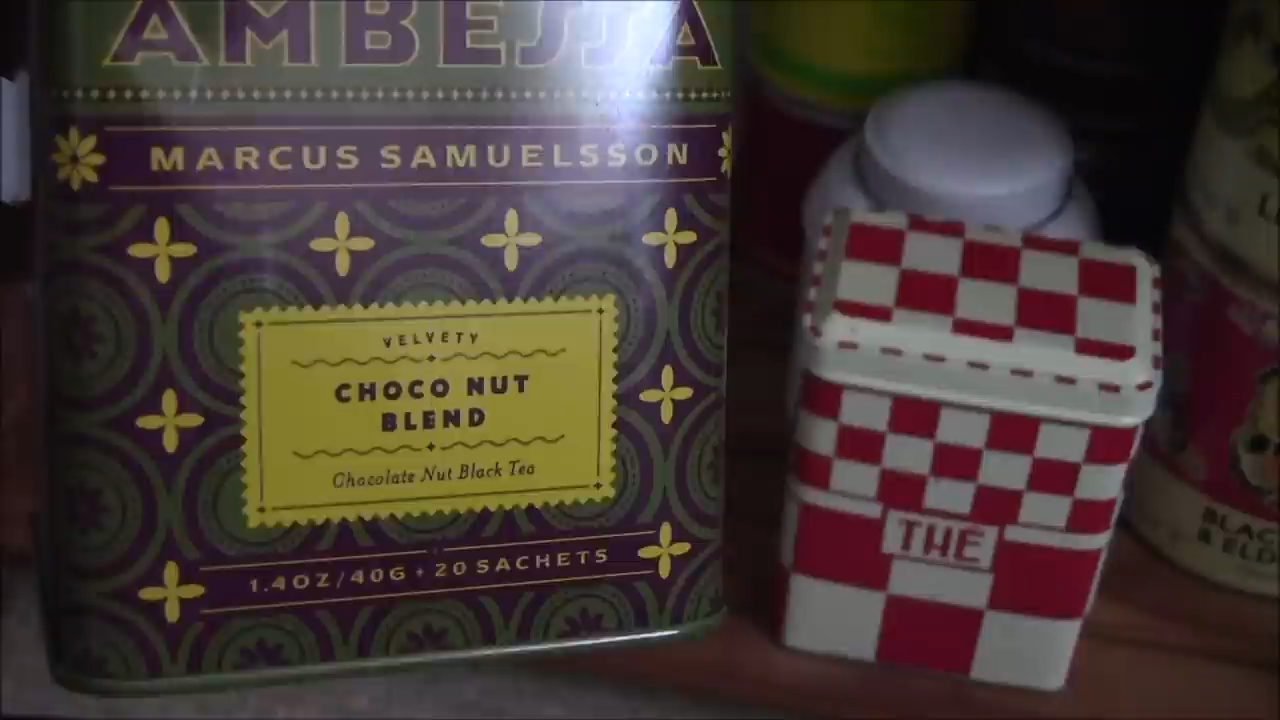 AMBESSA
MARCUS SAMUELSSON
VELVETY
CHOCO NUT
BLEND
Chocolate Nut Black Tea
1.4OZ/40G + 20 SACHETS
THE